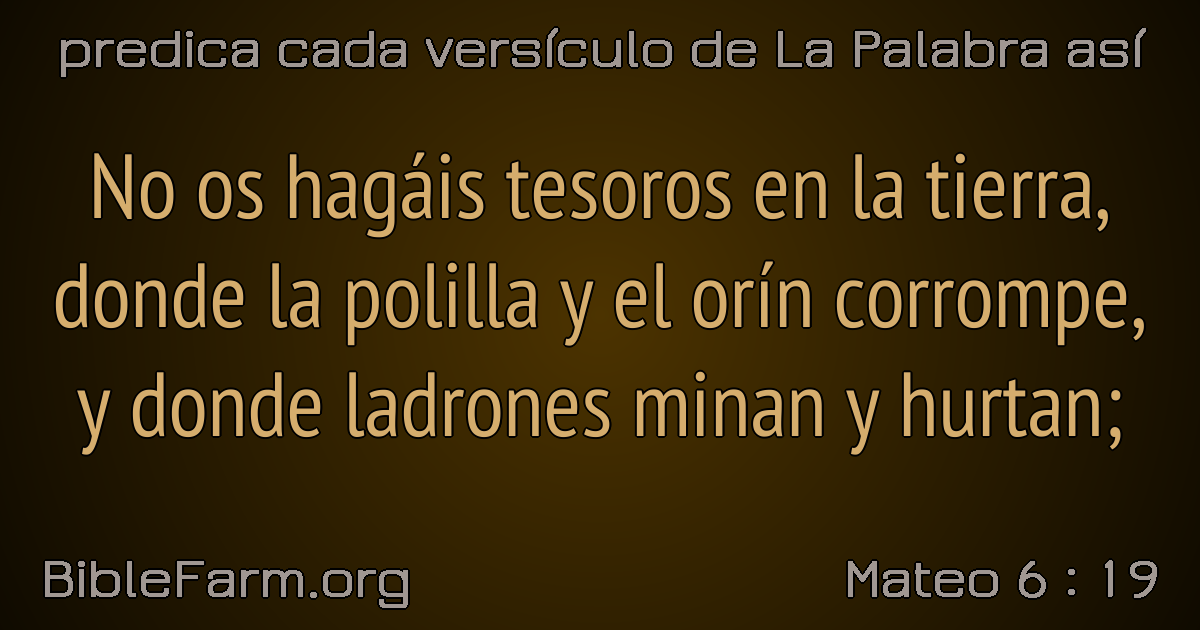 predica cada versículo de La Palabra así
No os hagáis tesoros en la tierra,
donde la polilla y el orín corrompe,
y donde ladrones minan y hurtan;
BibleFarm.org
Mateo 6 : 19